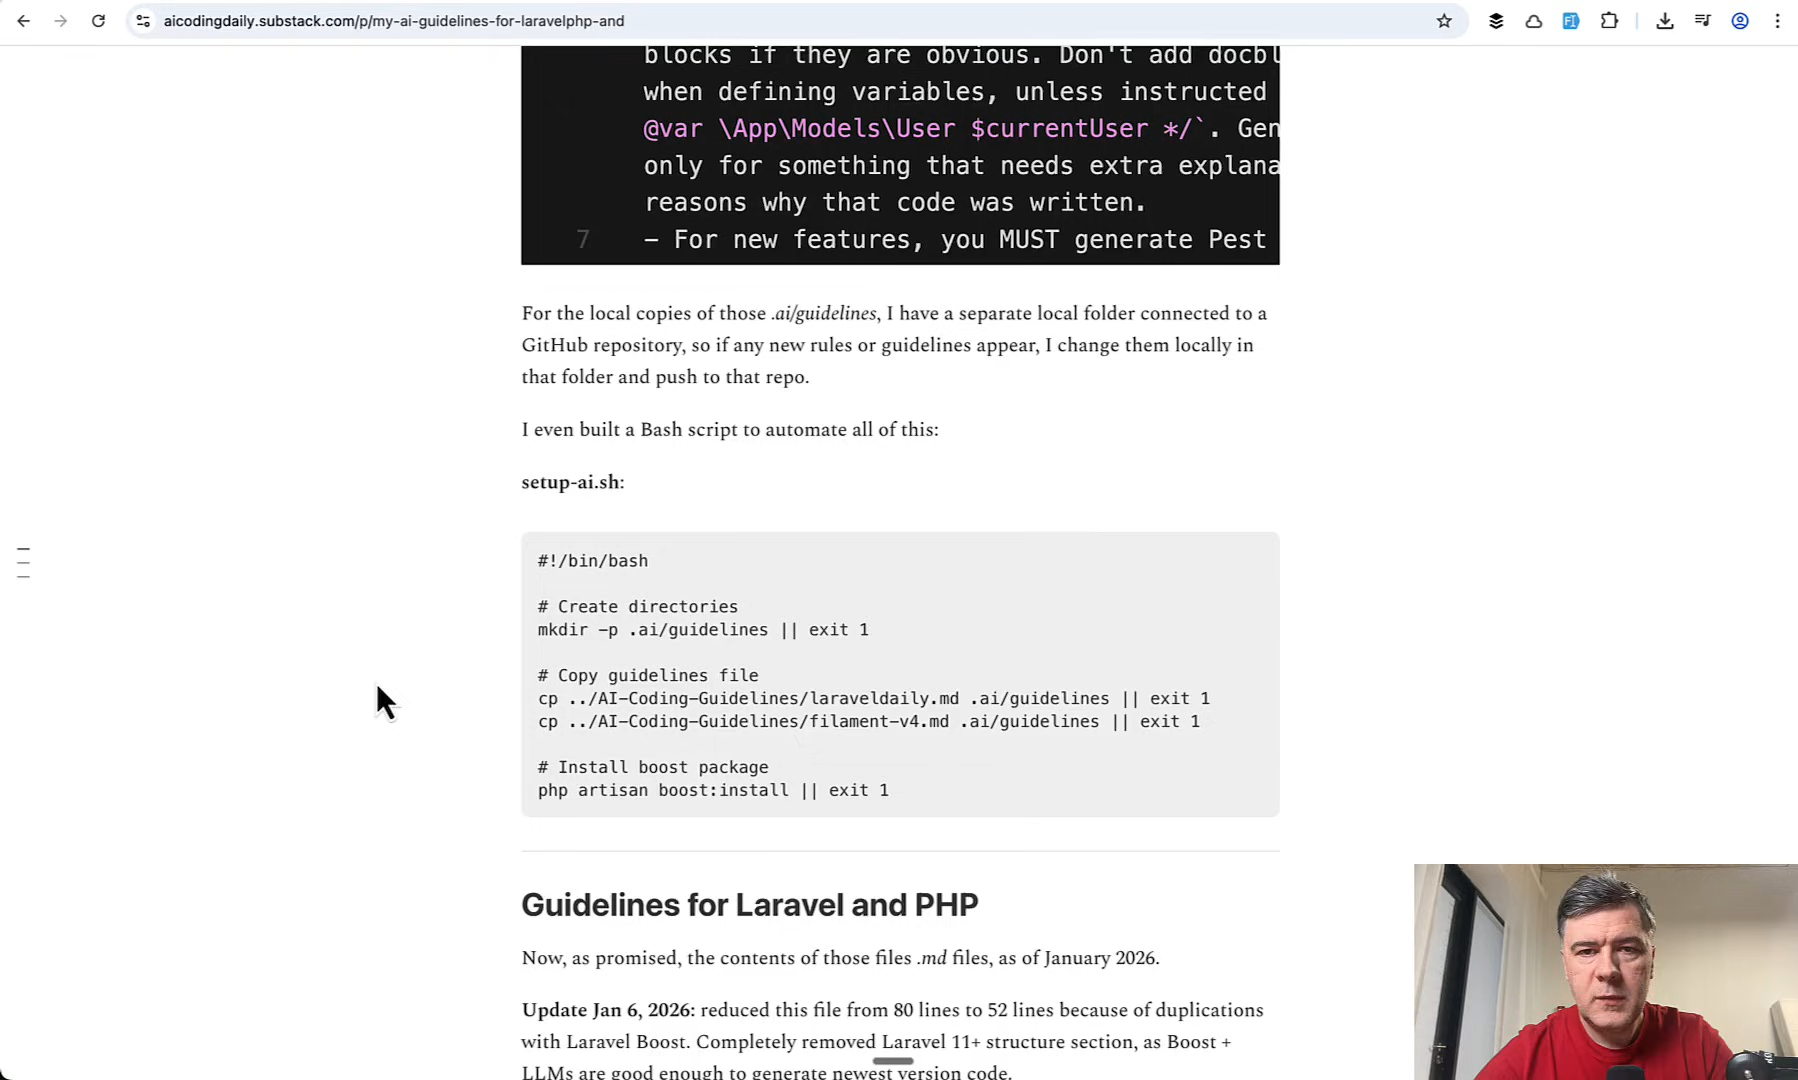 aicodingdaily.substack.com/p/my-ai-guidelines-for-laravelphp-and
blocks if they are obvious. Don't add docbl
when defining variables, unless instructed
@var \App\Models\User $currentUser */`. Gen
only for something that needs extra explana
reasons why that code was written.
7 - For new features, you MUST generate Pest
For the local copies of those .ai/guidelines, I have a separate local folder connected to a
GitHub repository, so if any new rules or guidelines appear, I change them locally in
that folder and push to that repo.
I even built a Bash script to automate all of this:
setup-ai.sh:
#!/bin/bash
# Create directories
mkdir -p .ai/guidelines || exit 1
# Copy guidelines file
cp ../AI-Coding-Guidelines/laraveldaily.md .ai/guidelines || exit 1
cp ../AI-Coding-Guidelines/filament-v4.md .ai/guidelines || exit 1
# Install boost package
php artisan boost:install || exit 1
Guidelines for Laravel and PHP
Now, as promised, the contents of those files .md files, as of January 2026.
Update Jan 6, 2026: reduced this file from 80 lines to 52 lines because of duplications
with Laravel Boost. Completely removed Laravel 11+ structure section, as Boost +
LLMs are good enough to generate newest version code.